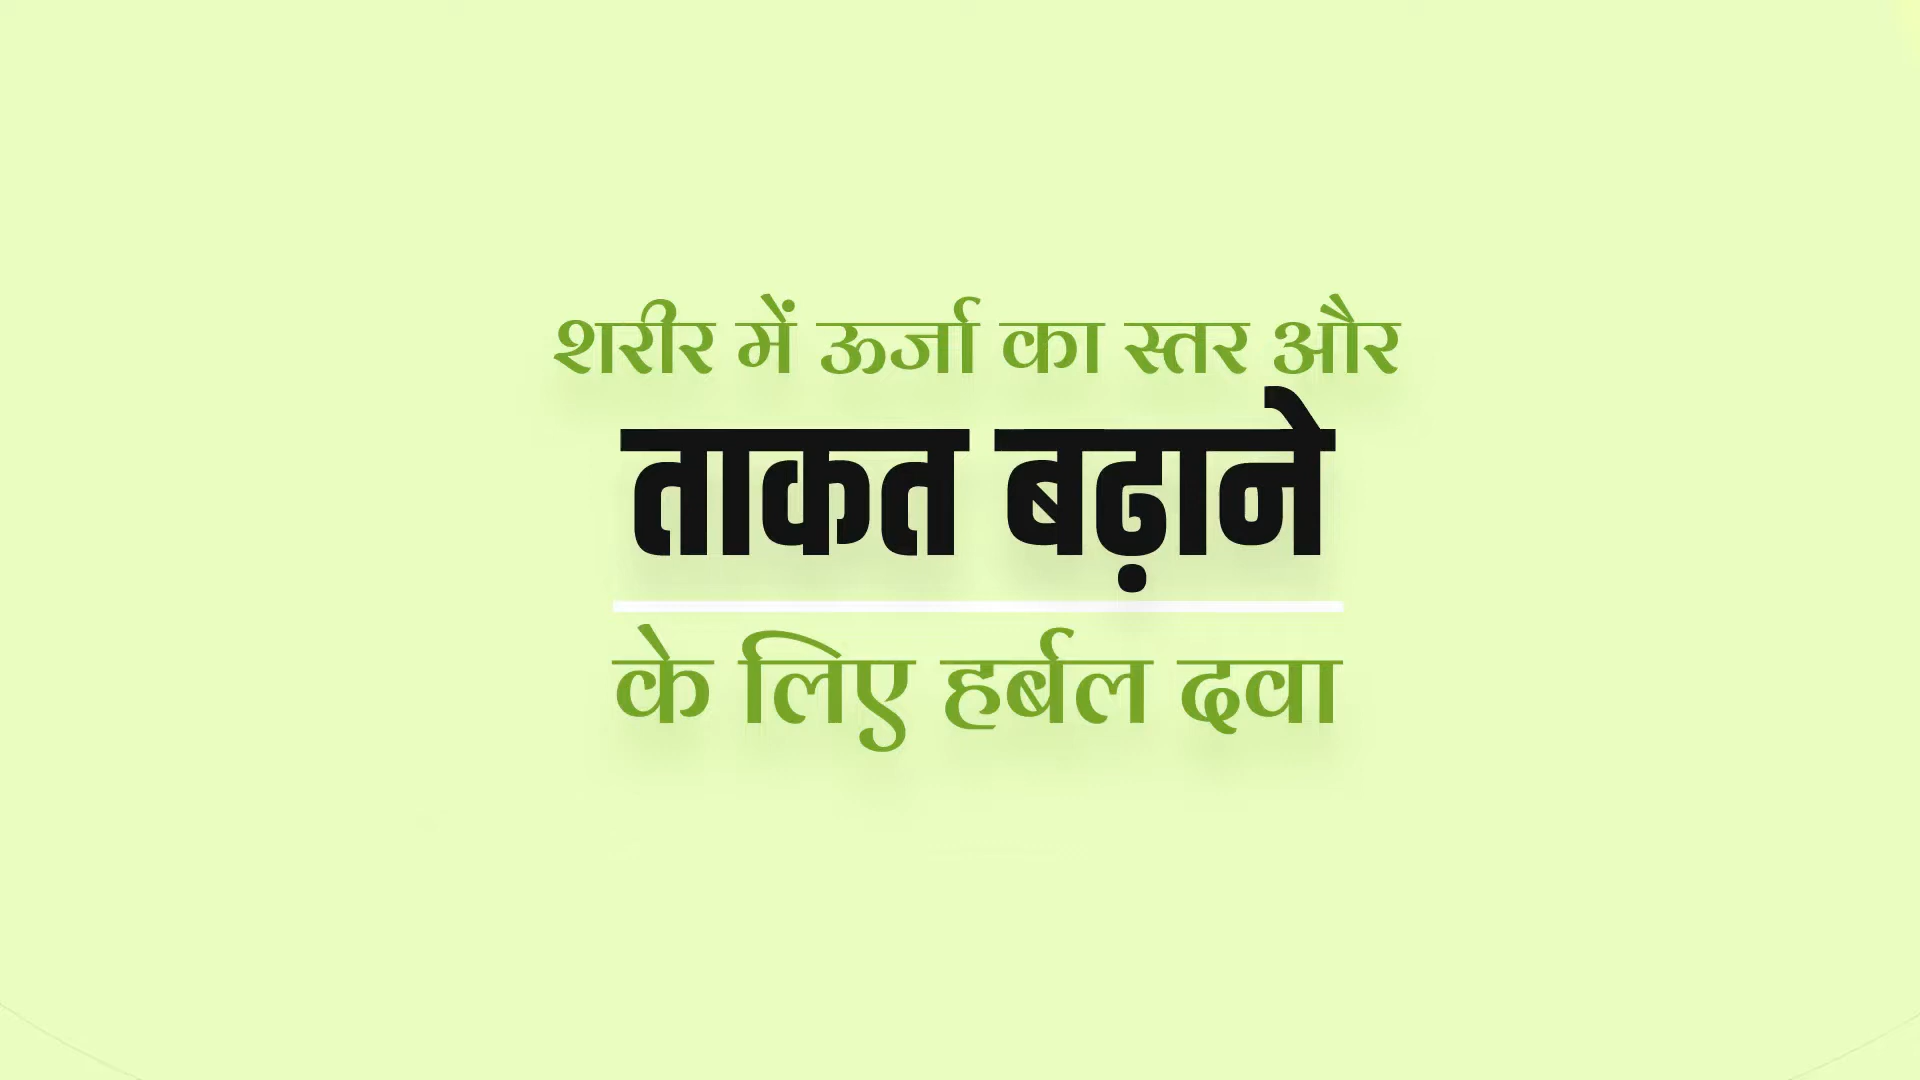 शरीर में ऊर्जा का स्तर और
ताकत बढ़ाने
के लिए हर्बल दवा